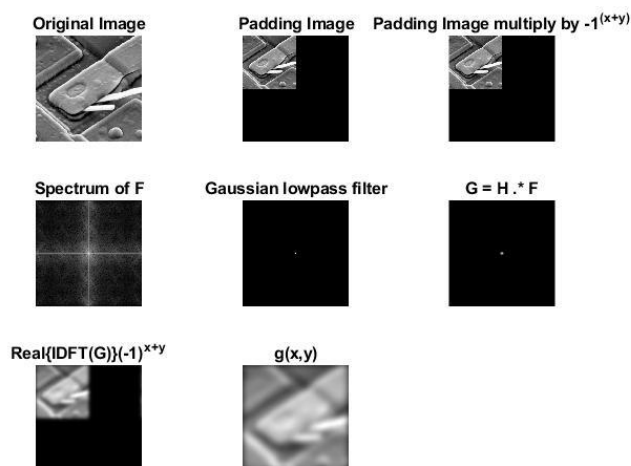 Original Image
Padding Image
Padding Image multiply by -1^(x+y)
Spectrum of F
Gaussian lowpass filter
G = H .* F
Real{IDFT(G)}(-1)^x+y
g(x,y)